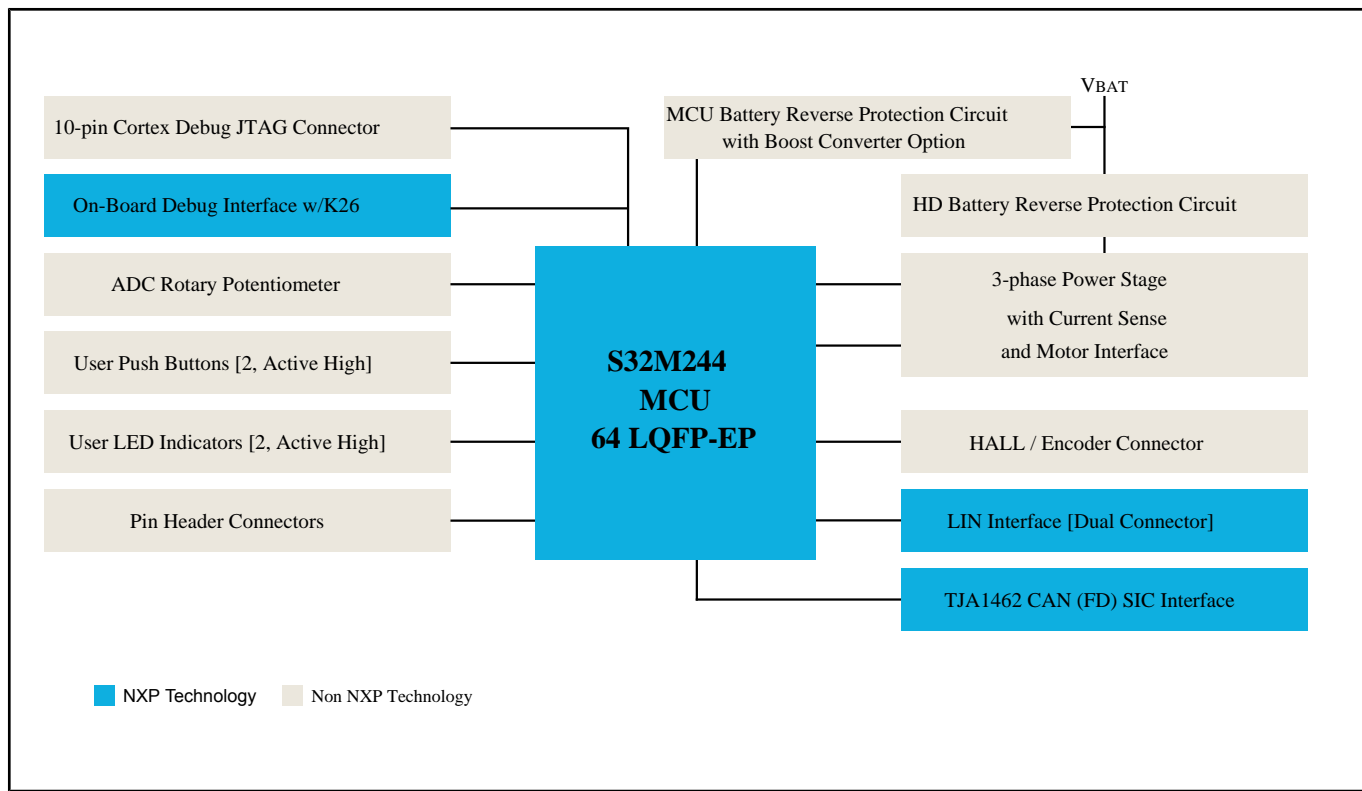 VBAT
10-pin Cortex Debug JTAG Connector
MCU Battery Reverse Protection Circuit
with Boost Converter Option
On-Board Debug Interface w/K26
HD Battery Reverse Protection Circuit
ADC Rotary Potentiometer
3-phase Power Stage
with Current Sense
and Motor Interface
User Push Buttons [2, Active High]
S32M244
MCU
64 LQFP-EP
User LED Indicators [2, Active High]
HALL / Encoder Connector
Pin Header Connectors
LIN Interface [Dual Connector]
TJA1462 CAN (FD) SIC Interface
NXP Technology
Non NXP Technology